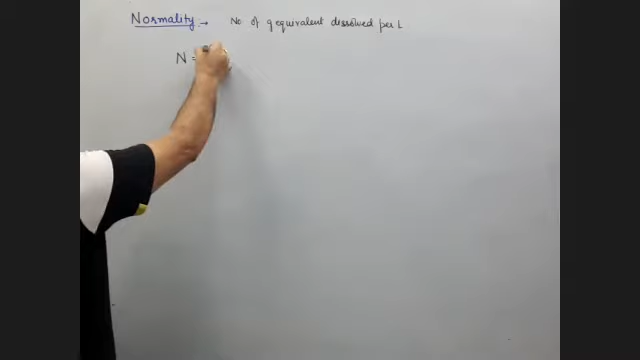 Normality :→ No of g equivalent dissolved per L
N =